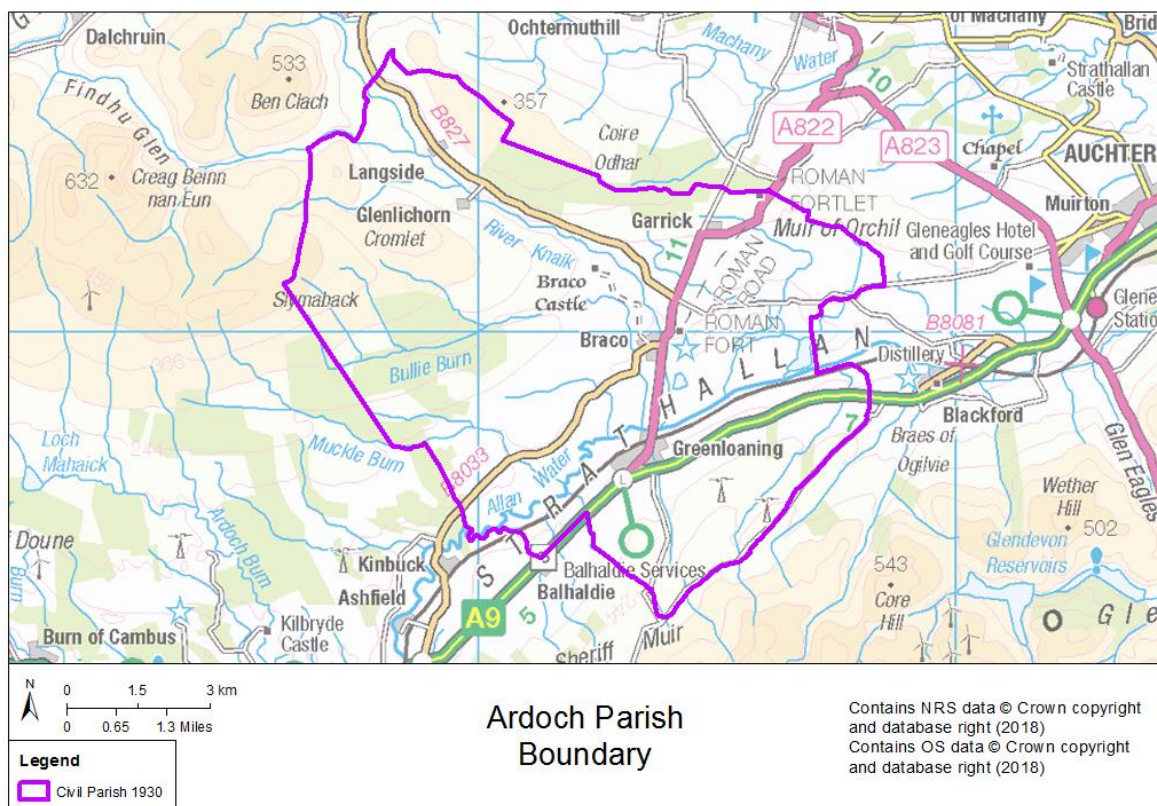 Dalchruin
Ochtermuthill
Machany
Water
of Machany
Brid
10
533
Ben Clach
357
Strathallan
Castle
Findhu Glen
B827
Coire
Odhar
A822
A823
Chapel
AUCHTER
632
Creag Beinn
nan Eun
Langside
ROMAN
FORTLET
Muirton
Glenlichorn
Cromlet
Garrick
Muir of Orchil
Gleneagles Hotel
and Golf Course
River Knaik
11
Braco
Castle
ROMAN
ROAD
Slymaback
Glene
Statio
B8081
ROMAN
FORT
Braco
Distillery
366
Bullie Burn
STRATHALLAN
Blackford
Loch
Mahaick
Muckle Burn
Greenloaning
7
Braes of
Ogilvie
Glen Eagles
B8033
Allan Water
L
Wether
Hill
502
Doune
Ardoch Burn
Glendevon
Reservoirs
Kinbuck
S
Balhaldie Services
543
Core
Hill
Ashfield
Balhaldie
A9
5
244
Burn
Burn of Cambus
Kilbryde
Castle
Sheriff
Muir
O
Gle
N
0 1.5 3 km
0 0.65 1.3 Miles
Legend
Civil Parish 1930
Ardoch Parish
Boundary
Contains NRS data © Crown copyright
and database right (2018)
Contains OS data © Crown copyright
and database right (2018)